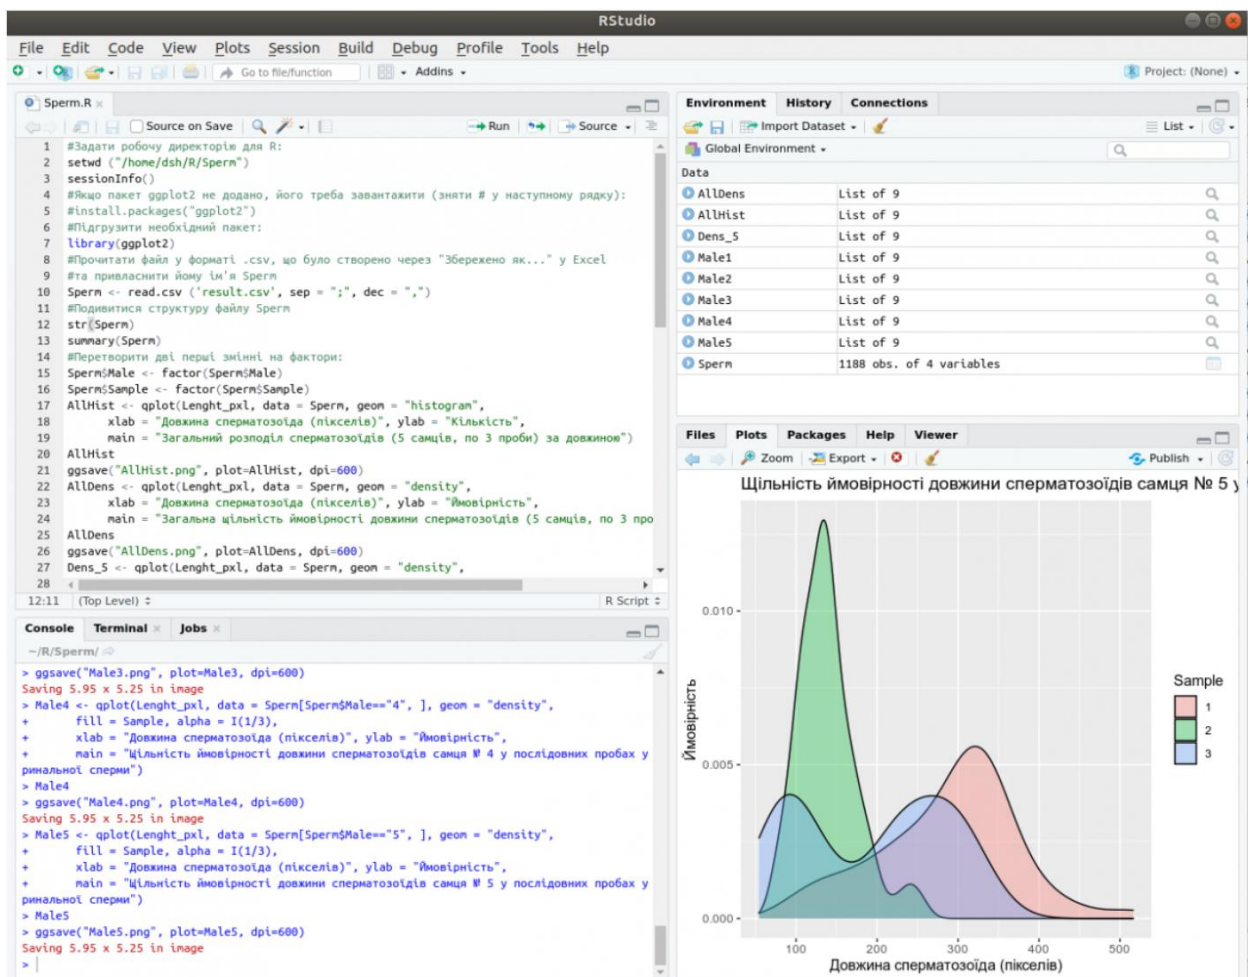 RStudio
File Edit Code View Plots Session Build Debug Profile Tools Help
Go to file/function Addins Project: (None)
Sperm.R
Source on Save Run Source
1 #Задати робочу директорію для R:
2 setwd ("/home/dsh/R/Sperm")
3 sessionInfo()
4 #Якщо пакет ggplot2 не додано, його треба завантажити (зняти # у наступному рядку):
5 #install.packages("ggplot2")
6 #Підгрузити необхідний пакет:
7 library(ggplot2)
8 #Прочитати файл у форматі .csv, що було створено через "Збережено як..." у Excel
9 #та привласнити йому ім'я Sperm
10 Sperm <- read.csv ('result.csv', sep = ";", dec = ",")
11 #Подивитися структуру файлу Sperm
12 str(Sperm)
13 summary(Sperm)
14 #Перетворити дві перші змінні на фактори:
15 Sperm$Male <- factor(Sperm$Male)
16 Sperm$Sample <- factor(Sperm$Sample)
17 AllHist <- qplot(Lenght_pxl, data = Sperm, geom = "histogram",
18 xlab = "Довжина сперматозоїда (пікселів)", ylab = "Кількість",
19 main = "Загальний розподіл сперматозоїдів (5 самців, по 3 проби) за довжиною")
20 AllHist
21 ggsave("AllHist.png", plot=AllHist, dpi=600)
22 AllDens <- qplot(Lenght_pxl, data = Sperm, geom = "density",
23 xlab = "Довжина сперматозоїда (пікселів)", ylab = "Ймовірність",
24 main = "Загальна щільність ймовірності довжини сперматозоїдів (5 самців, по 3 про
25 AllDens
26 ggsave("AllDens.png", plot=AllDens, dpi=600)
27 Dens_5 <- qplot(Lenght_pxl, data = Sperm, geom = "density",
28
12:11 (Top Level) R Script
Console Terminal Jobs
~/R/Sperm/
> ggsave("Male3.png", plot=Male3, dpi=600)
Saving 5.95 x 5.25 in image
> Male4 <- qplot(Lenght_pxl, data = Sperm[Sperm$Male=="4", ], geom = "density",
+ fill = Sample, alpha = I(1/3),
+ xlab = "Довжина сперматозоїда (пікселів)", ylab = "Ймовірність",
+ main = "Щільність ймовірності довжини сперматозоїдів самця № 4 у послідовних пробах у
ринальної сперми")
> Male4
> ggsave("Male4.png", plot=Male4, dpi=600)
Saving 5.95 x 5.25 in image
> Male5 <- qplot(Lenght_pxl, data = Sperm[Sperm$Male=="5", ], geom = "density",
+ fill = Sample, alpha = I(1/3),
+ xlab = "Довжина сперматозоїда (пікселів)", ylab = "Ймовірність",
+ main = "Щільність ймовірності довжини сперматозоїдів самця № 5 у послідовних пробах у
ринальної сперми")
> Male5
> ggsave("Male5.png", plot=Male5, dpi=600)
Saving 5.95 x 5.25 in image
>
Environment History Connections
Import Dataset List
Global Environment
Data
AllDens List of 9
AllHist List of 9
Dens_5 List of 9
Male1 List of 9
Male2 List of 9
Male3 List of 9
Male4 List of 9
Male5 List of 9
Sperm 1188 obs. of 4 variables
Files Plots Packages Help Viewer
Zoom Export Publish
Щільність ймовірності довжини сперматозоїдів самця № 5 у
0.010
0.005
0.000
Ймовірність
100 200 300 400 500
Довжина сперматозоїда (пікселів)
Sample
1
2
3